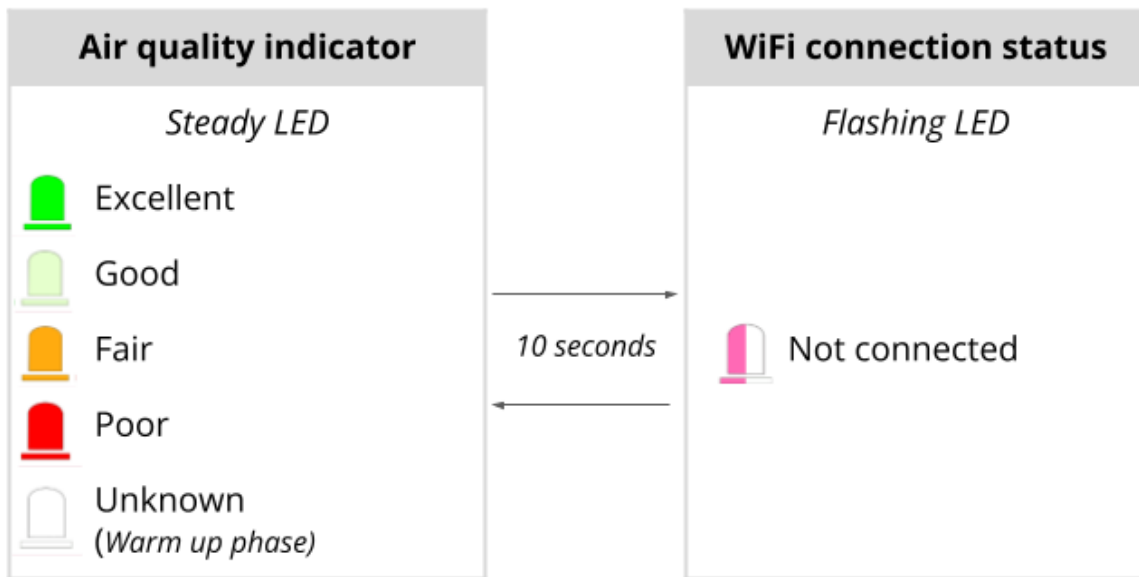 Air quality indicator
Steady LED
Excellent
Good
Fair
Poor
Unknown
(Warm up phase)
10 seconds
WiFi connection status
Flashing LED
Not connected